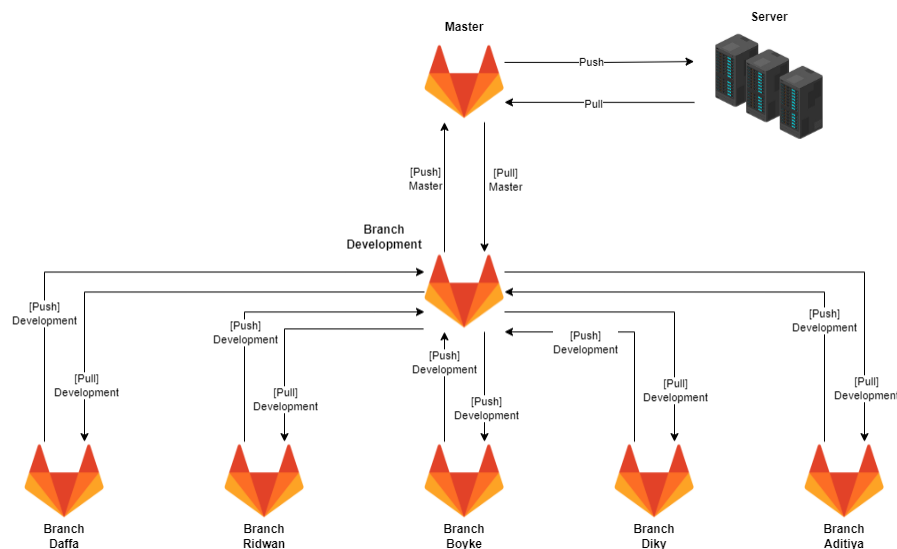 Server
Master
Push
Pull
[Push]
Master
[Pull]
Master
Branch
Development
[Push]
Development
[Pull]
Development
[Push]
Development
[Pull]
Development
[Push]
Development
[Push]
Development
[Push]
Development
[Pull]
Development
[Push]
Development
[Pull]
Development
Branch
Daffa
Branch
Ridwan
Branch
Boyke
Branch
Diky
Branch
Aditiya